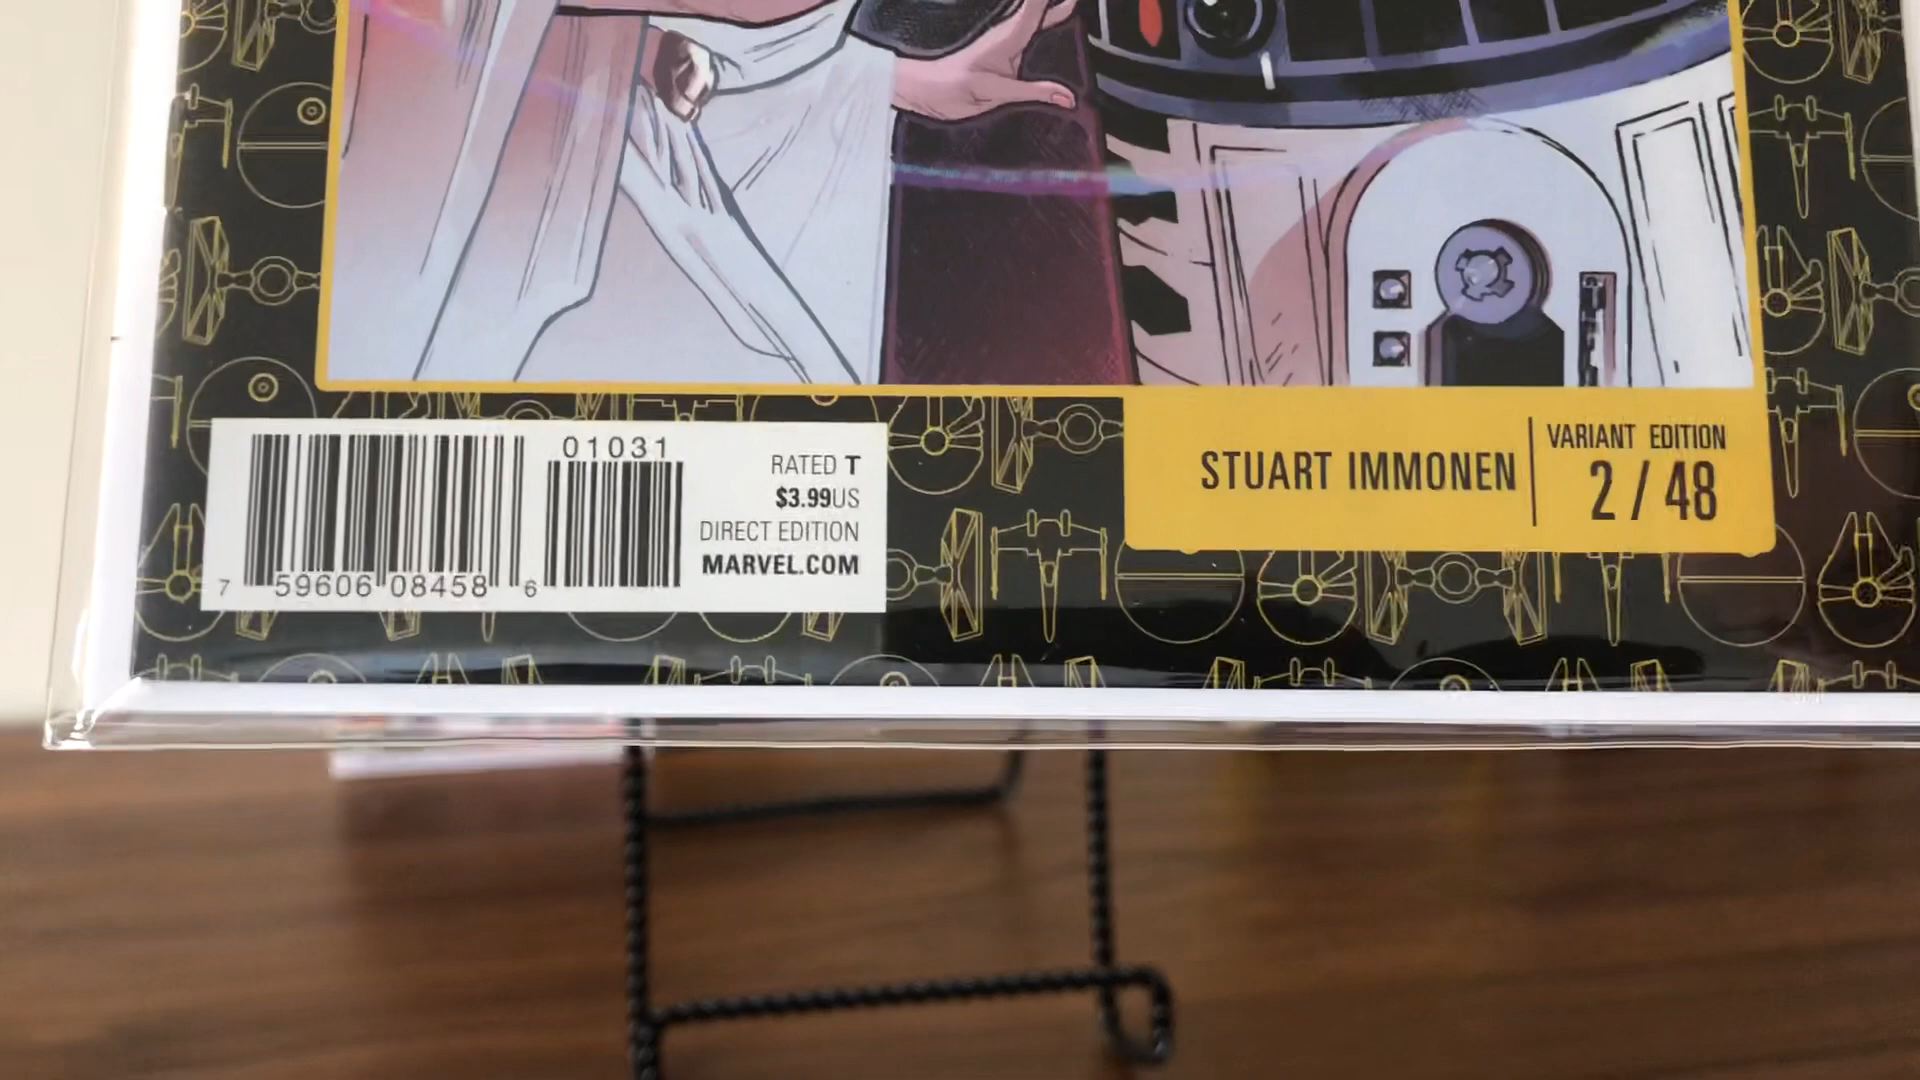 01031
7 59606 08458 6
RATED T
$3.99US
DIRECT EDITION
MARVEL.COM
STUART IMMONEN
VARIANT EDITION
2 / 48